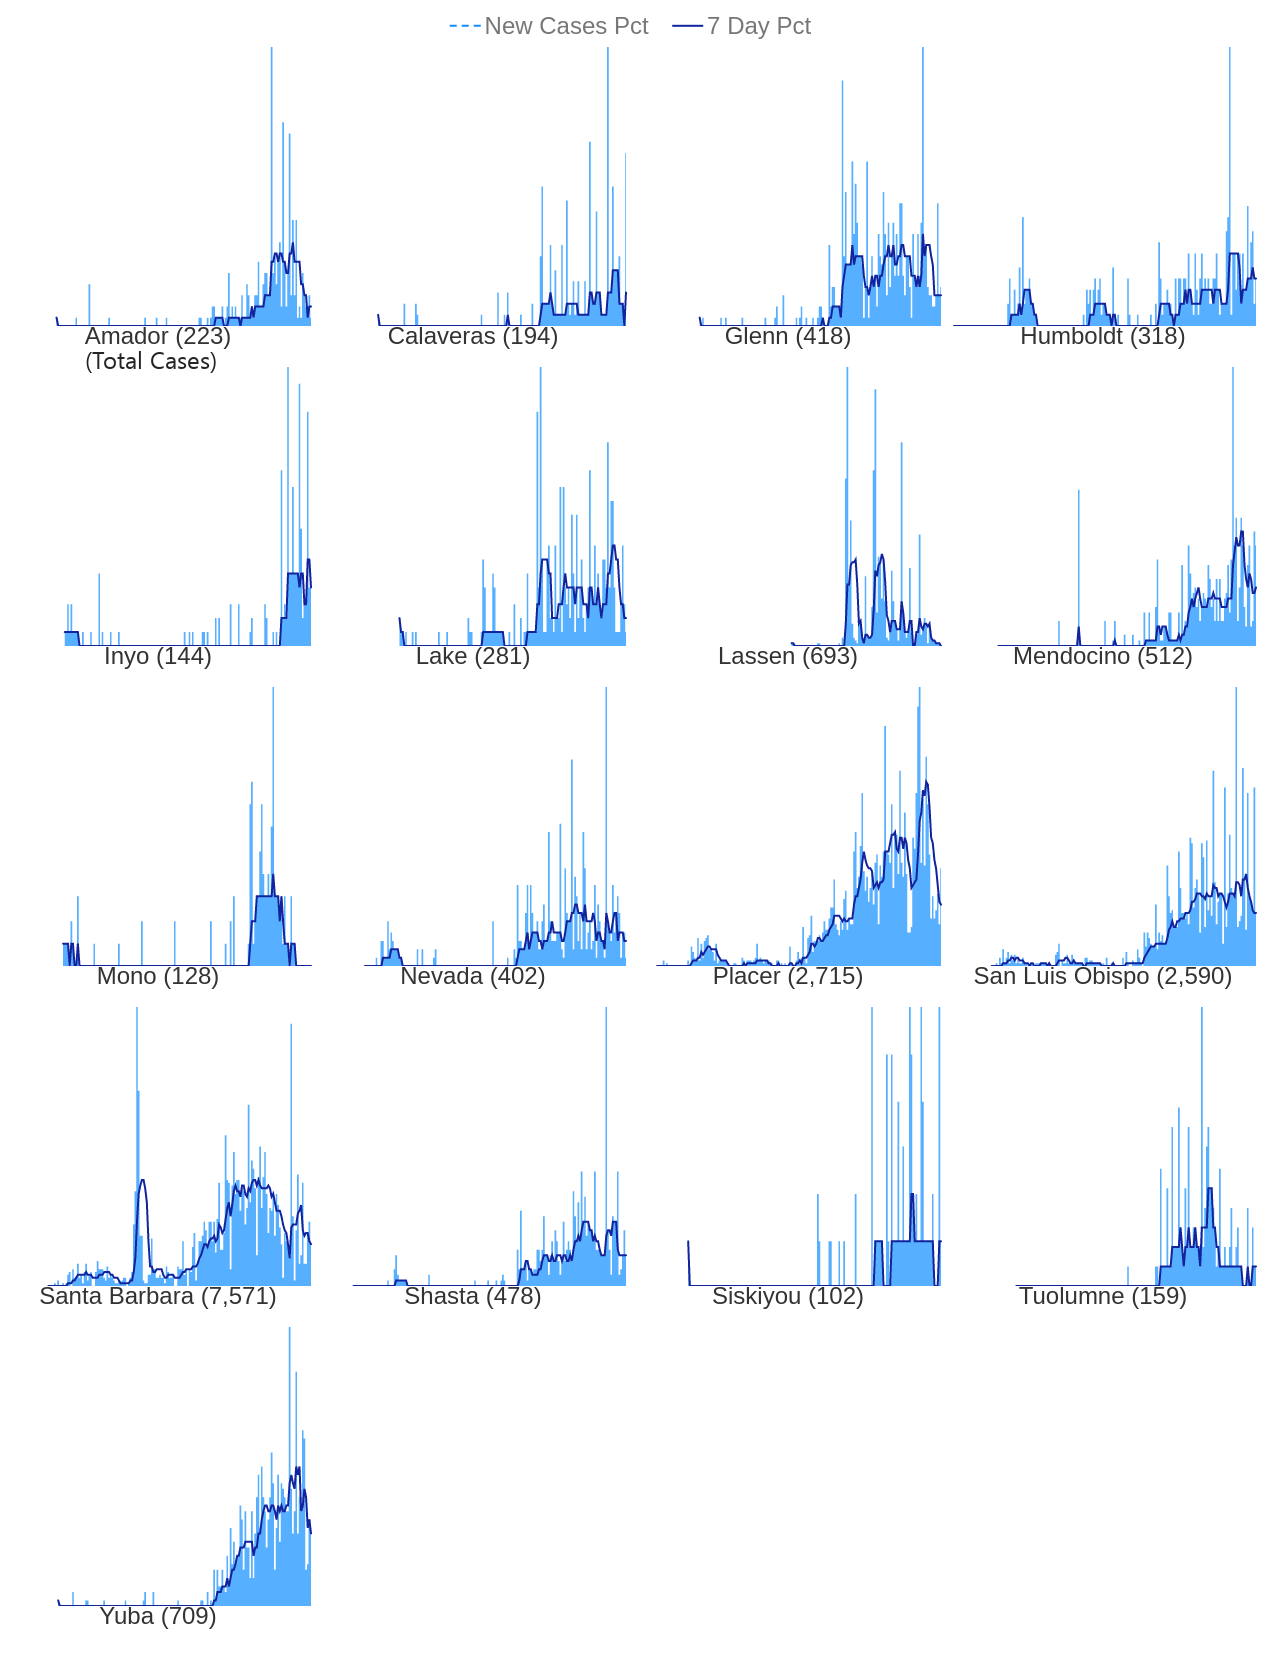 New Cases Pct 7 Day Pct
Amador (223) Calaveras (194) Glenn (418) Humboldt (318)
(Total Cases)
Inyo (144) Lake (281) Lassen (693) Mendocino (512)
Mono (128) Nevada (402) Placer (2,715) San Luis Obispo (2,590)
Santa Barbara (7,571) Shasta (478) Siskiyou (102) Tuolumne (159)
Yuba (709)